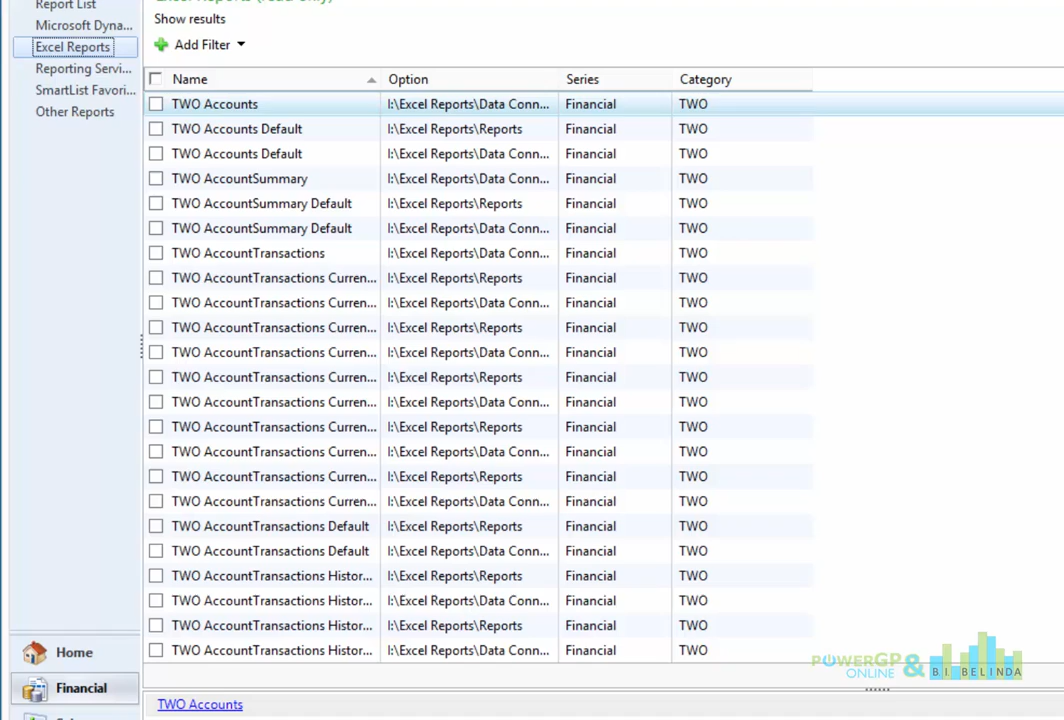 Report List
Microsoft Dyna...
Excel Reports
Reporting Servi...
SmartList Favori...
Other Reports
Home
Financial
Excel Reports (read-only)
Show results
Add Filter
Name Option Series Category
TWO Accounts I:\Excel Reports\Data Conn... Financial TWO
TWO Accounts Default I:\Excel Reports\Reports Financial TWO
TWO Accounts Default I:\Excel Reports\Data Conn... Financial TWO
TWO AccountSummary I:\Excel Reports\Data Conn... Financial TWO
TWO AccountSummary Default I:\Excel Reports\Reports Financial TWO
TWO AccountSummary Default I:\Excel Reports\Data Conn... Financial TWO
TWO AccountTransactions I:\Excel Reports\Data Conn... Financial TWO
TWO AccountTransactions Curren... I:\Excel Reports\Reports Financial TWO
TWO AccountTransactions Curren... I:\Excel Reports\Data Conn... Financial TWO
TWO AccountTransactions Curren... I:\Excel Reports\Reports Financial TWO
TWO AccountTransactions Curren... I:\Excel Reports\Data Conn... Financial TWO
TWO AccountTransactions Curren... I:\Excel Reports\Reports Financial TWO
TWO AccountTransactions Curren... I:\Excel Reports\Data Conn... Financial TWO
TWO AccountTransactions Curren... I:\Excel Reports\Reports Financial TWO
TWO AccountTransactions Curren... I:\Excel Reports\Data Conn... Financial TWO
TWO AccountTransactions Curren... I:\Excel Reports\Reports Financial TWO
TWO AccountTransactions Curren... I:\Excel Reports\Data Conn... Financial TWO
TWO AccountTransactions Default I:\Excel Reports\Reports Financial TWO
TWO AccountTransactions Default I:\Excel Reports\Data Conn... Financial TWO
TWO AccountTransactions Histor... I:\Excel Reports\Reports Financial TWO
TWO AccountTransactions Histor... I:\Excel Reports\Data Conn... Financial TWO
TWO AccountTransactions Histor... I:\Excel Reports\Reports Financial TWO
TWO AccountTransactions Histor... I:\Excel Reports\Data Conn... Financial TWO
TWO Accounts
POWERGP
ONLINE
&
B.I. BELINDA